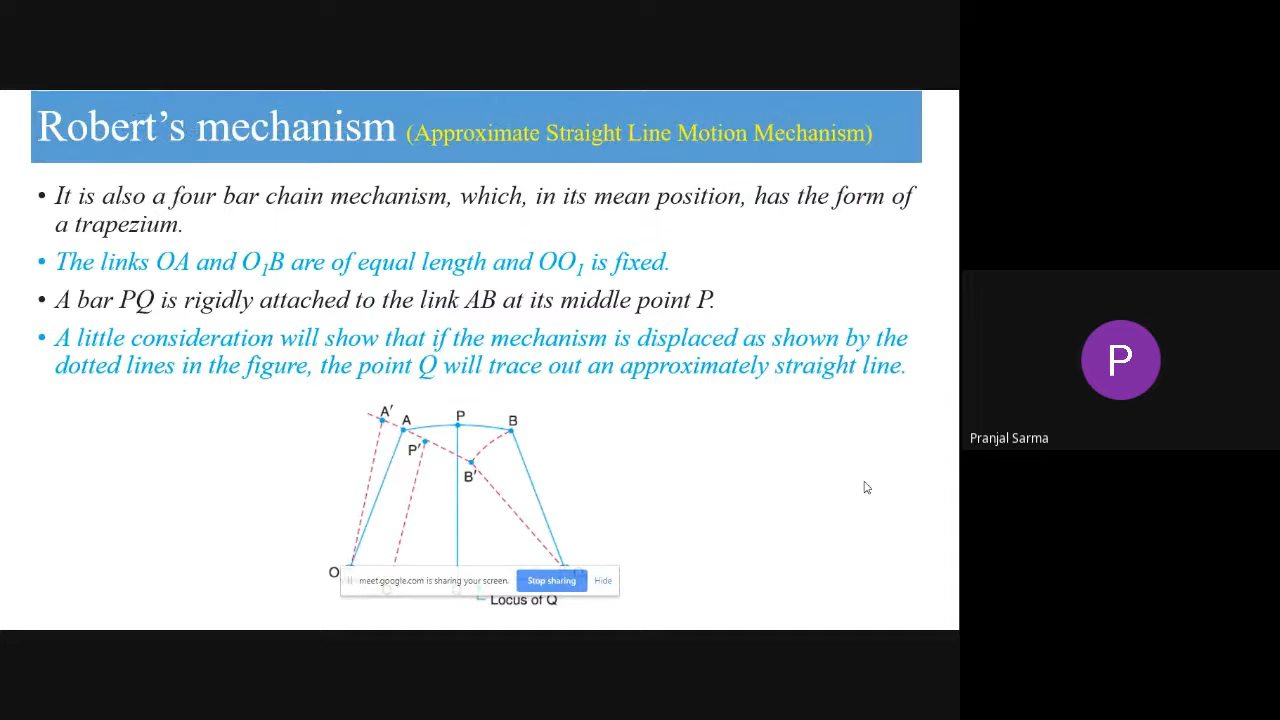 Robert's mechanism (Approximate Straight Line Motion Mechanism)
• It is also a four bar chain mechanism, which, in its mean position, has the form of
a trapezium.
• The links OA and O1B are of equal length and OO1 is fixed.
• A bar PQ is rigidly attached to the link AB at its middle point P.
• A little consideration will show that if the mechanism is displaced as shown by the
dotted lines in the figure, the point Q will trace out an approximately straight line.
A′ A P B
P′
B′
O
meet.google.com is sharing your screen. Stop sharing Hide
Locus of Q
P
Pranjal Sarma